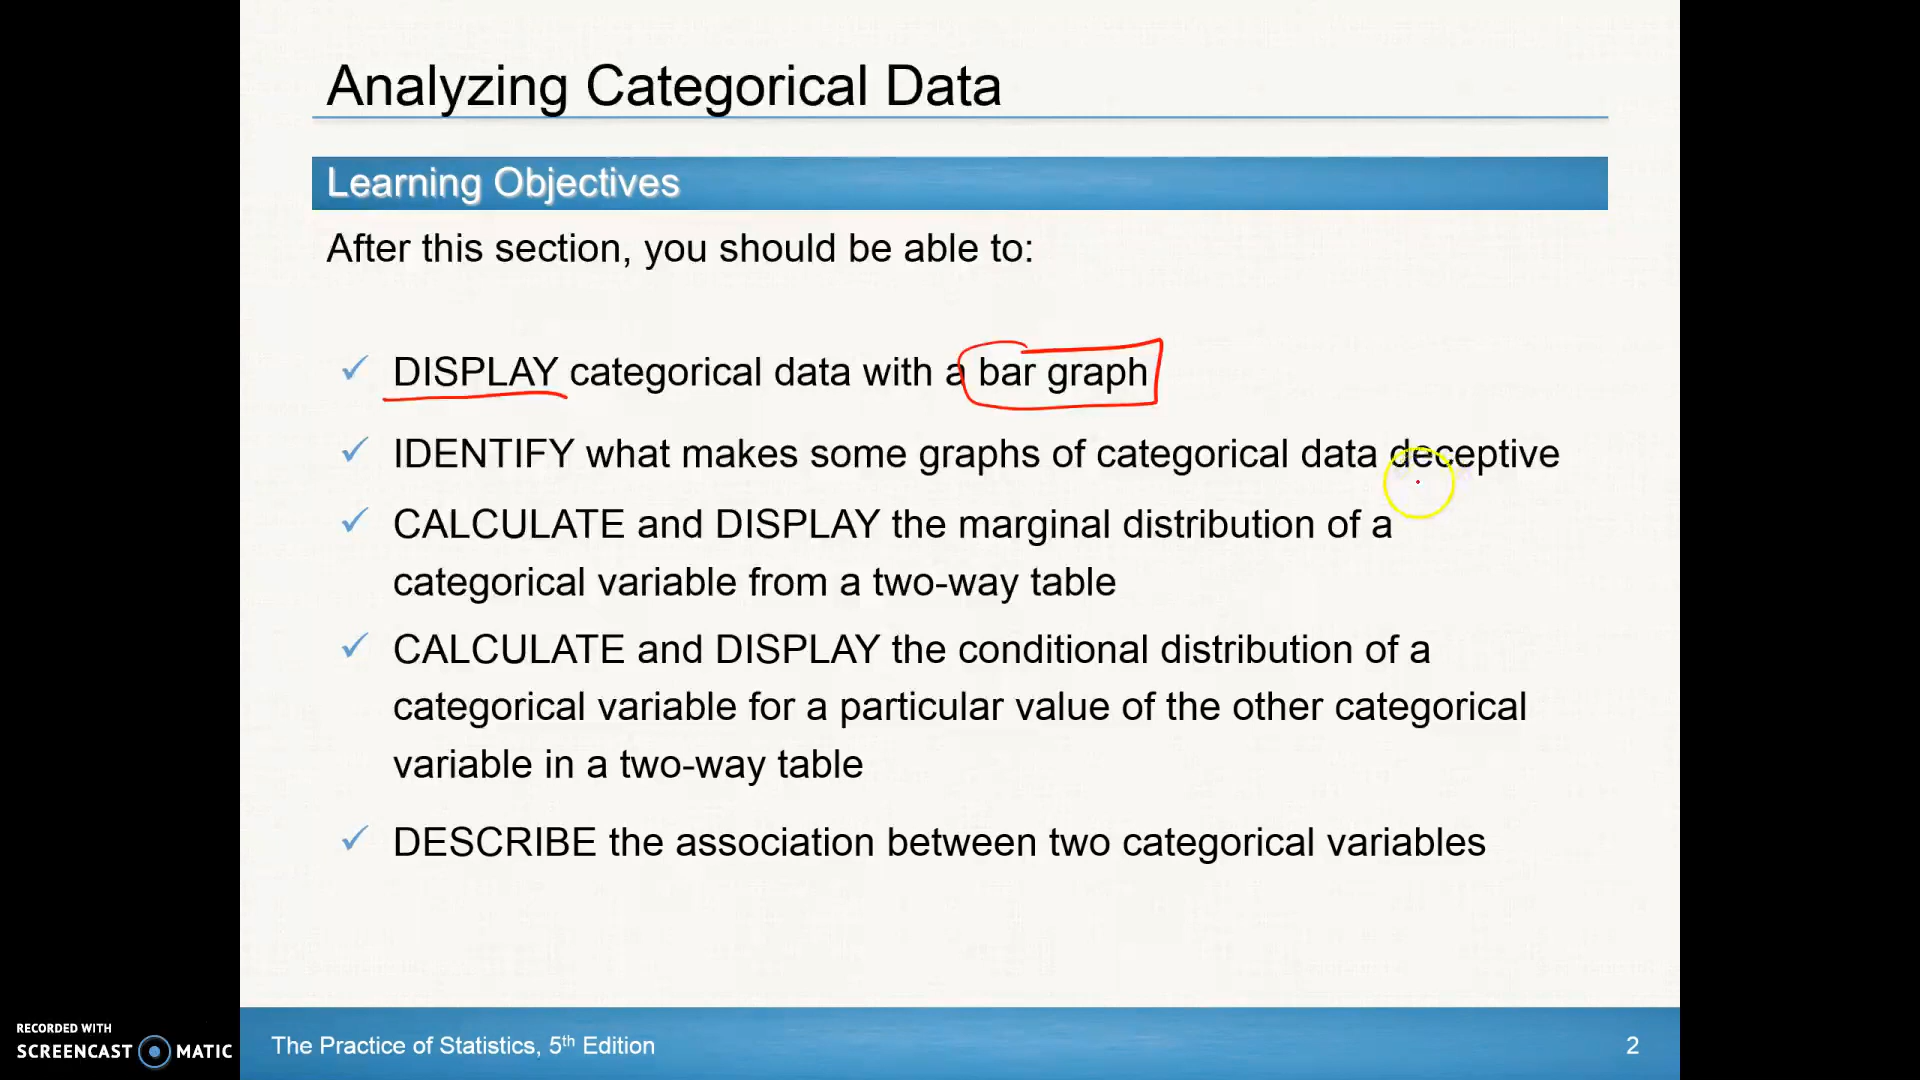 Analyzing Categorical Data
Learning Objectives
After this section, you should be able to:
✓ DISPLAY categorical data with a bar graph
✓ IDENTIFY what makes some graphs of categorical data deceptive
✓ CALCULATE and DISPLAY the marginal distribution of a
categorical variable from a two-way table
✓ CALCULATE and DISPLAY the conditional distribution of a
categorical variable for a particular value of the other categorical
variable in a two-way table
✓ DESCRIBE the association between two categorical variables
RECORDED WITH
SCREENCAST MATIC
The Practice of Statistics, 5th Edition
2